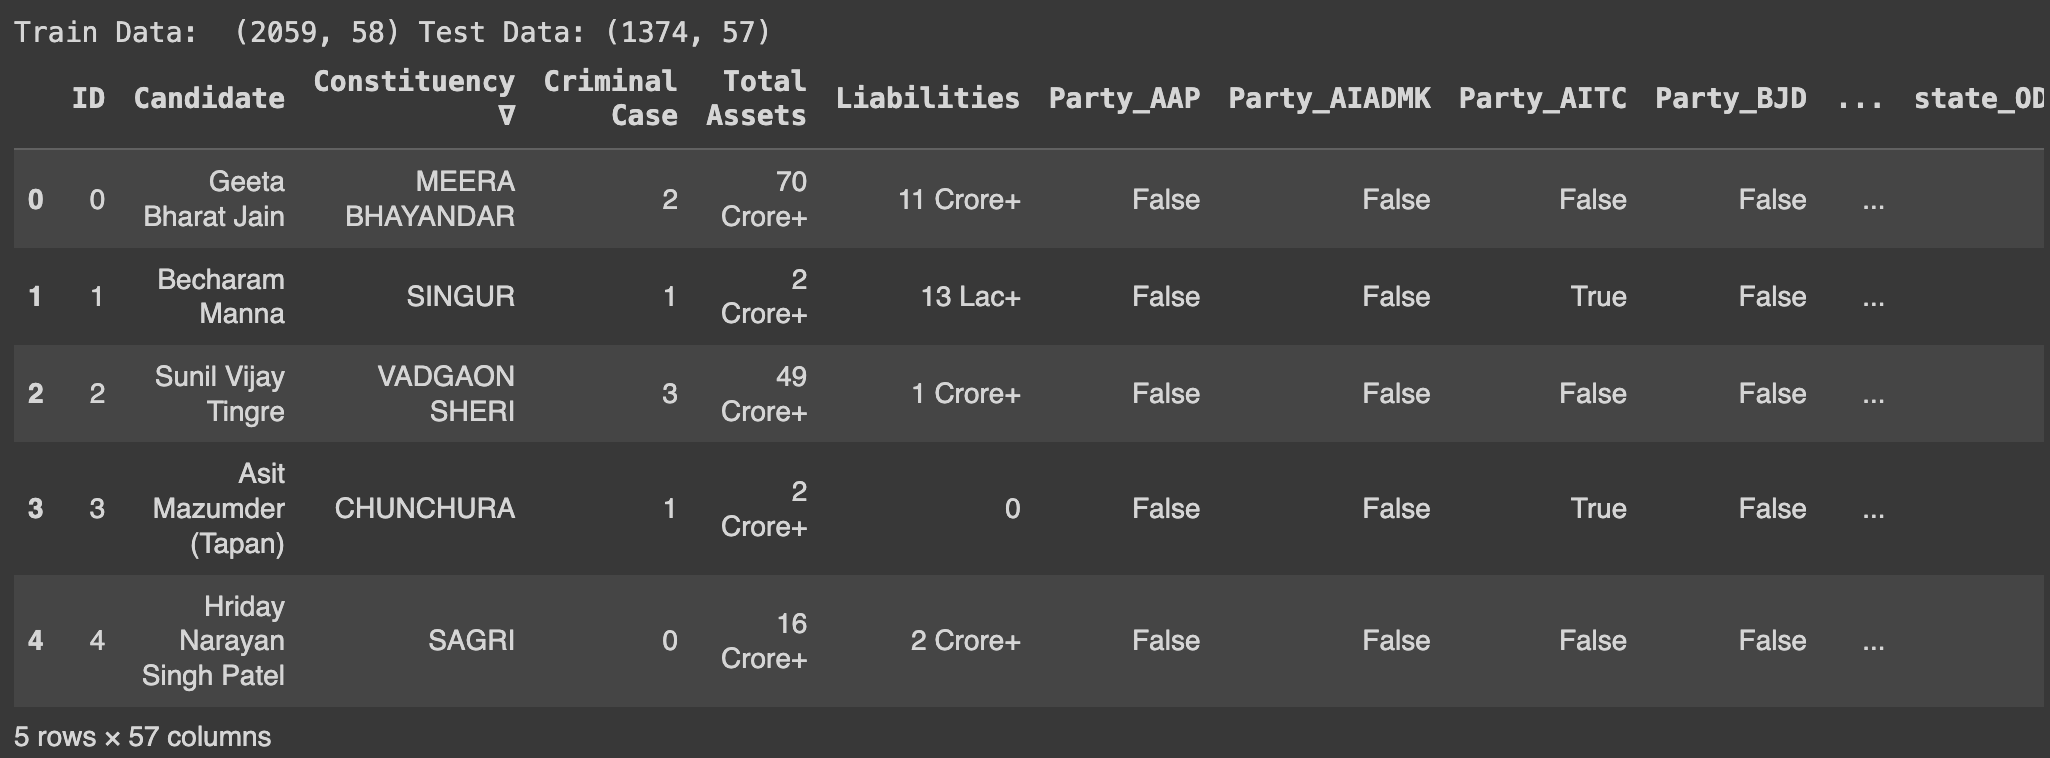 Train Data:  (2059, 58) Test Data: (1374, 57)
ID Candidate Constituency ∇ Criminal Case Total Assets Liabilities Party_AAP Party_AIADMK Party_AITC Party_BJD ... state_OD
0 0 Geeta Bharat Jain MEERA BHAYANDAR 2 70 Crore+ 11 Crore+ False False False False ...
1 1 Becharam Manna SINGUR 1 2 Crore+ 13 Lac+ False False True False ...
2 2 Sunil Vijay Tingre VADGAON SHERI 3 49 Crore+ 1 Crore+ False False False False ...
3 3 Asit Mazumder (Tapan) CHUNCHURA 1 2 Crore+ 0 False False True False ...
4 4 Hriday Narayan Singh Patel SAGRI 0 16 Crore+ 2 Crore+ False False False False ...
5 rows × 57 columns